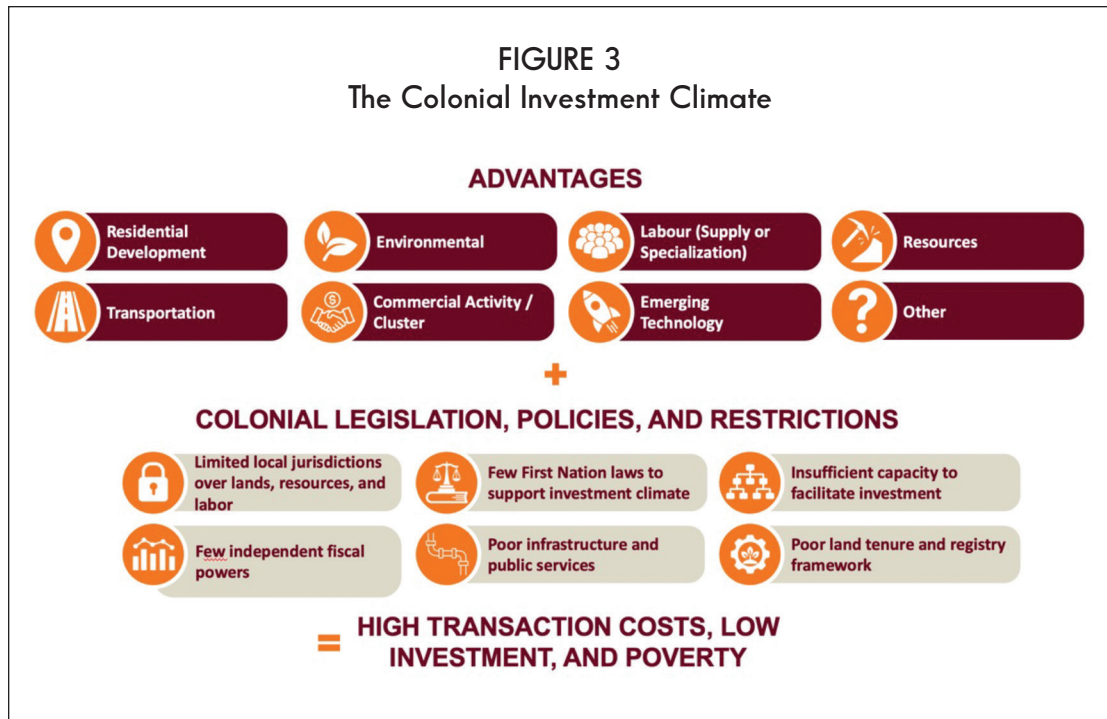 FIGURE 3
The Colonial Investment Climate
ADVANTAGES
Residential
Development
Environmental
Labour (Supply or
Specialization)
Resources
Transportation
Commercial Activity /
Cluster
Emerging
Technology
Other
+
COLONIAL LEGISLATION, POLICIES, AND RESTRICTIONS
Limited local jurisdictions
over lands, resources, and
labor
Few First Nation laws to
support investment climate
Insufficient capacity to
facilitate investment
Few independent fiscal
powers
Poor infrastructure and
public services
Poor land tenure and registry
framework
= HIGH TRANSACTION COSTS, LOW
INVESTMENT, AND POVERTY